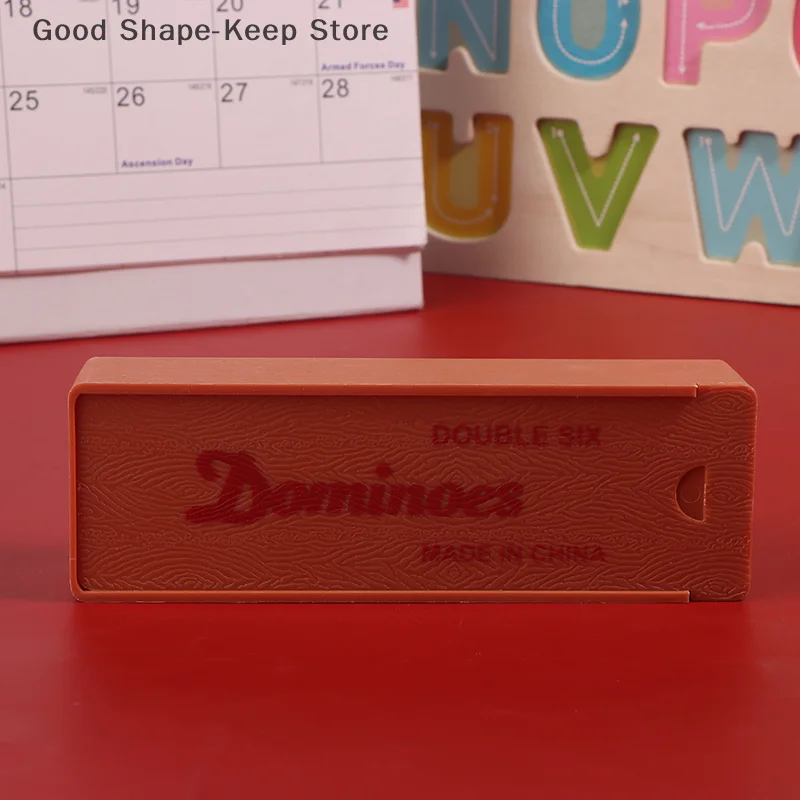 Good Shape-Keep Store
18 19 20 21
Armed Forces Day
25 26 27 28
Ascension Day
N O P
U V W
DOUBLE SIX
Dominoes
MADE IN CHINA